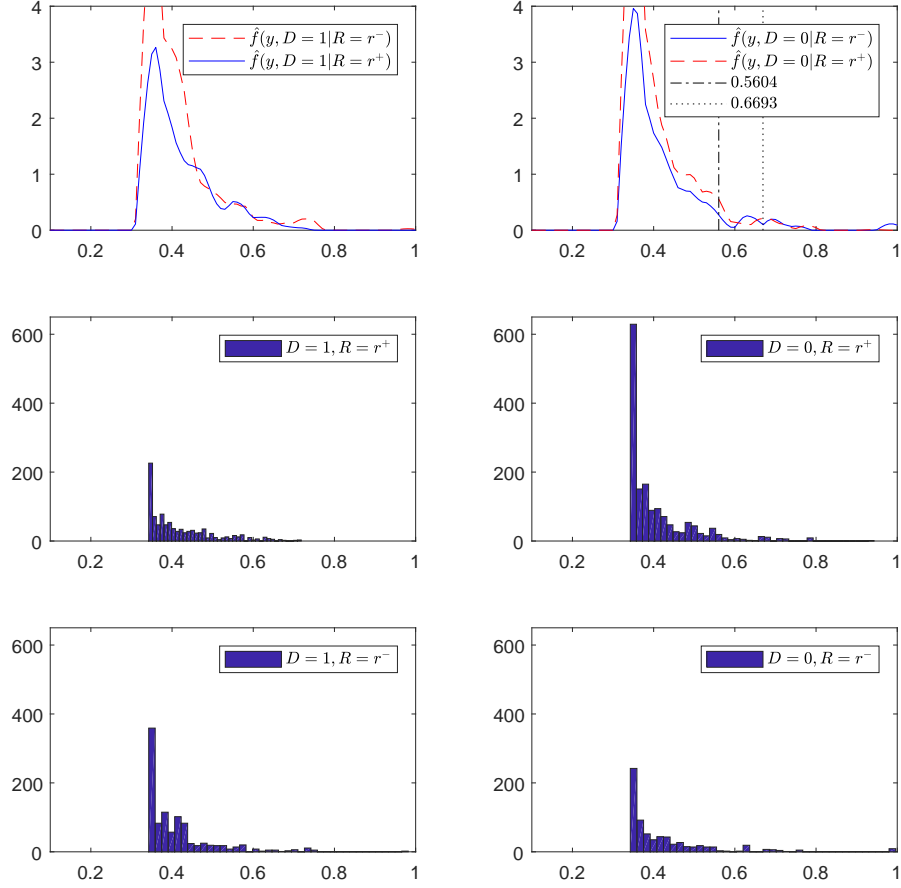 4
3
2
1
0
0.2 0.4 0.6 0.8 1
f̂(y, D = 1|R = r⁻)
f̂(y, D = 1|R = r⁺)
4
3
2
1
0
0.2 0.4 0.6 0.8 1
f̂(y, D = 0|R = r⁻)
f̂(y, D = 0|R = r⁺)
0.5604
0.6693
600
400
200
0
0.2 0.4 0.6 0.8 1
D = 1, R = r⁺
600
400
200
0
0.2 0.4 0.6 0.8 1
D = 0, R = r⁺
600
400
200
0
0.2 0.4 0.6 0.8 1
D = 1, R = r⁻
600
400
200
0
0.2 0.4 0.6 0.8 1
D = 0, R = r⁻